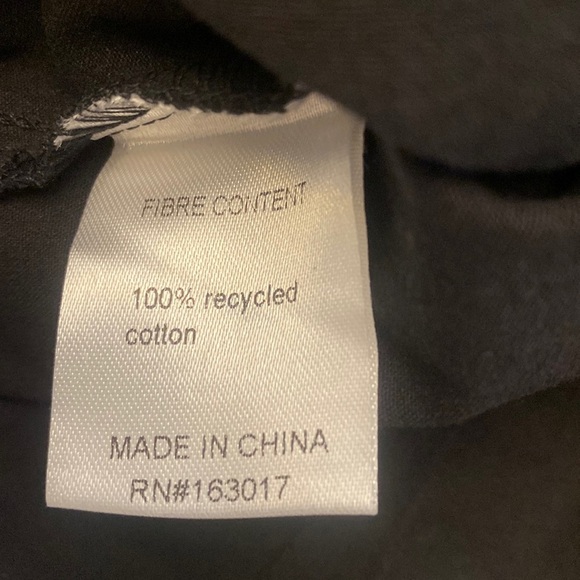 FIBRE CONTENT
100% recycled
cotton
MADE IN CHINA
RN#163017